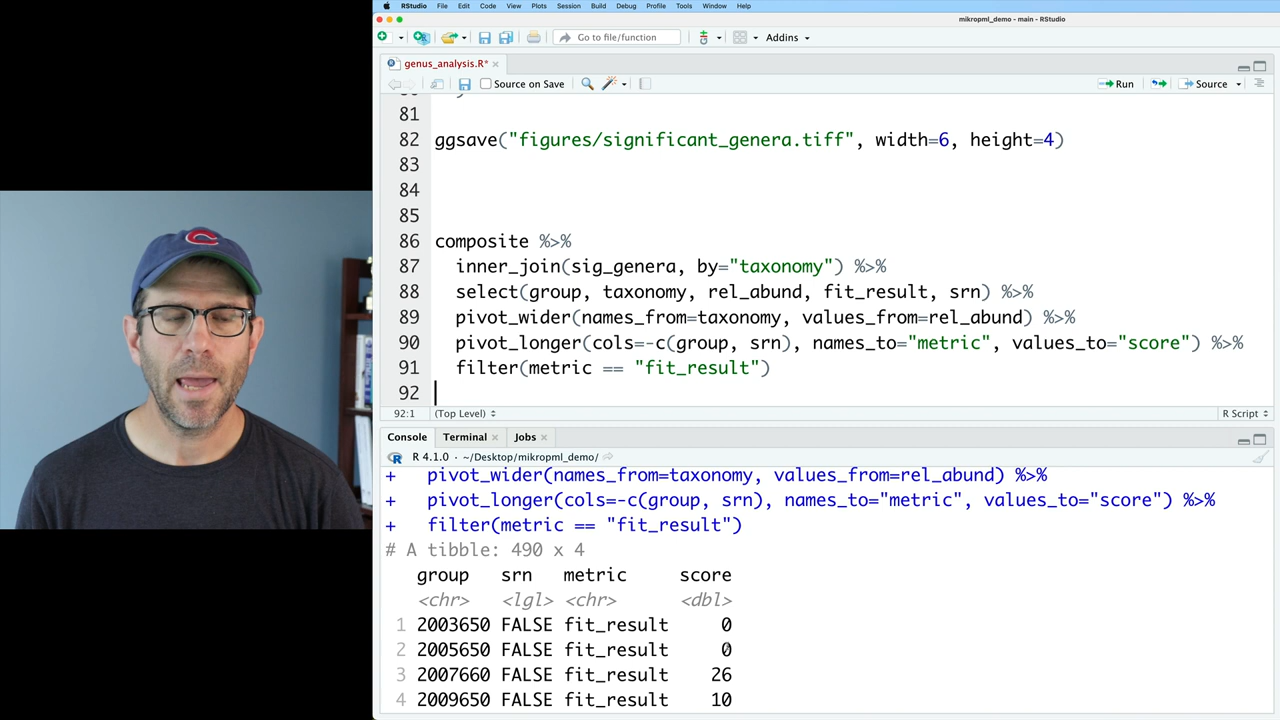 RStudio File Edit Code View Plots Session Build Debug Profile Tools Window Help
mikropml_demo - main - RStudio
Go to file/function Addins
genus_analysis.R*
Source on Save Run Source
81
82 ggsave("figures/significant_genera.tiff", width=6, height=4)
83
84
85
86 composite %>%
87 inner_join(sig_genera, by="taxonomy") %>%
88 select(group, taxonomy, rel_abund, fit_result, srn) %>%
89 pivot_wider(names_from=taxonomy, values_from=rel_abund) %>%
90 pivot_longer(cols=-c(group, srn), names_to="metric", values_to="score") %>%
91 filter(metric == "fit_result")
92
92:1 (Top Level) R Script
Console Terminal Jobs
R 4.1.0 · ~/Desktop/mikropml_demo/
+ pivot_wider(names_from=taxonomy, values_from=rel_abund) %>%
+ pivot_longer(cols=-c(group, srn), names_to="metric", values_to="score") %>%
+ filter(metric == "fit_result")
# A tibble: 490 x 4
group srn metric score
<chr> <lgl> <chr> <dbl>
1 2003650 FALSE fit_result 0
2 2005650 FALSE fit_result 0
3 2007660 FALSE fit_result 26
4 2009650 FALSE fit_result 10